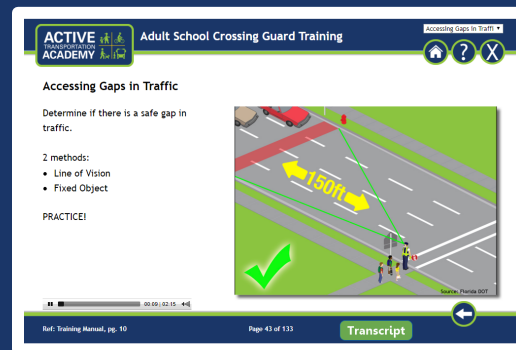 ACTIVE
TRANSPORTATION
ACADEMY
Adult School Crossing Guard Training
Accessing Gaps in Traffi
?
X
Accessing Gaps in Traffic
Determine if there is a safe gap in
traffic.
2 methods:
• Line of Vision
• Fixed Object
PRACTICE!
150ft
Source: Florida DOT
00:09 | 02:15
Ref: Training Manual, pg. 10
Page 43 of 133
Transcript